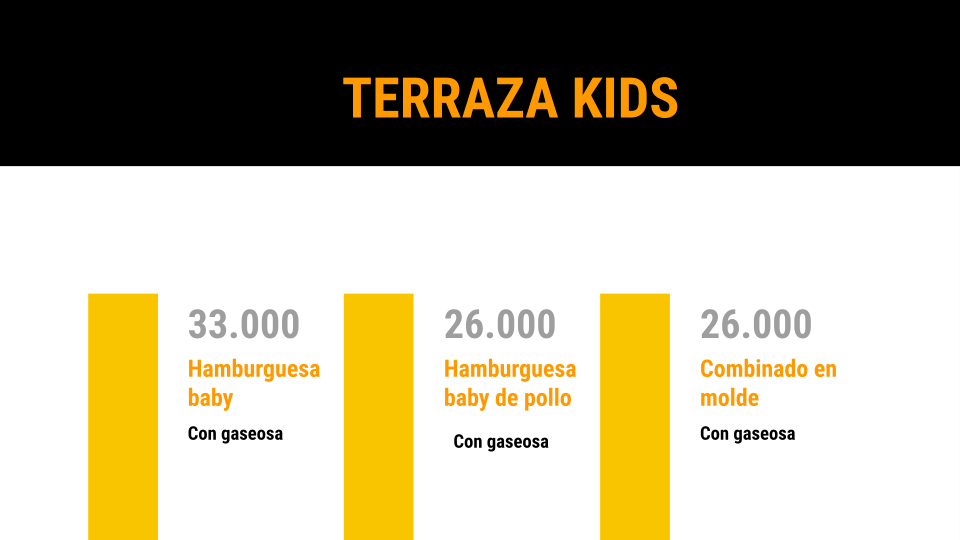 TERRAZA KIDS
33.000
Hamburguesa
baby
Con gaseosa
26.000
Hamburguesa
baby de pollo
Con gaseosa
26.000
Combinado en
molde
Con gaseosa